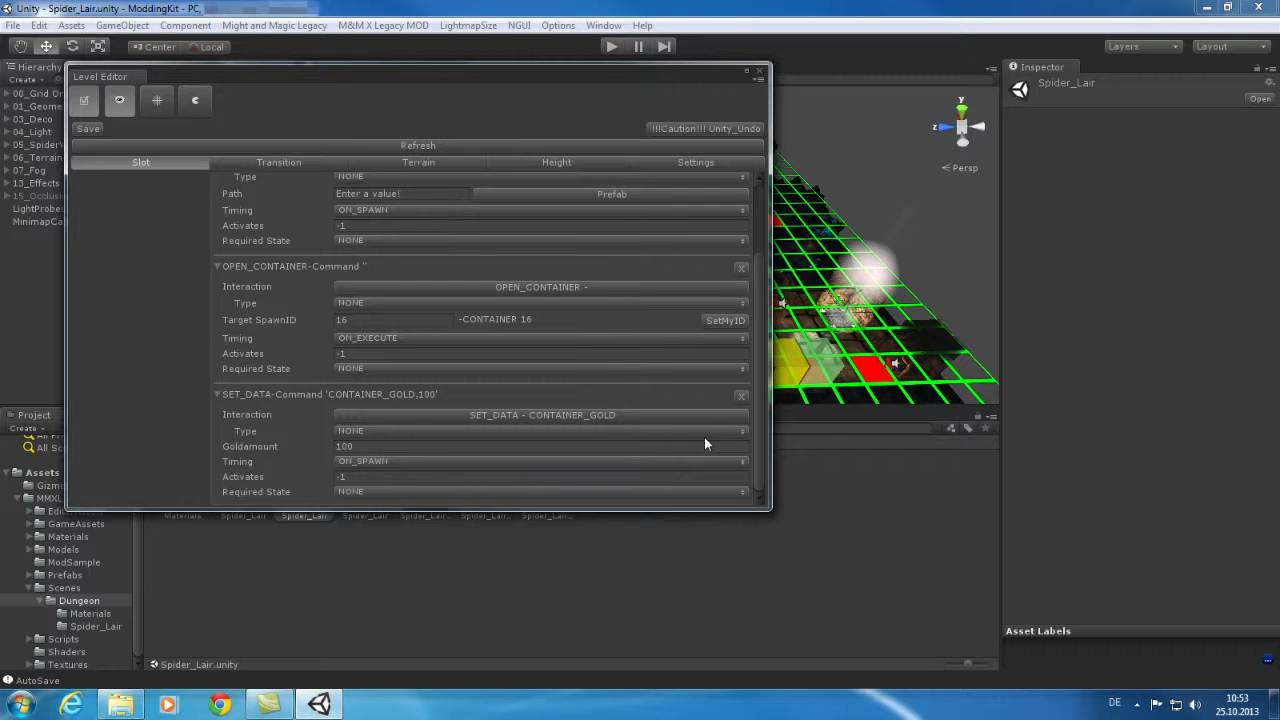 Unity - Spider_Lair.unity - ModdingKit - PC,
File Edit Assets GameObject Component Might and Magic Legacy M&M X Legacy MOD LightmapSize NGUI Options Window Help
Center Local Layers Layout
Hierarchy
Create
00_Grid Or
01_Geome
03_Deco
04_Light
05_SpiderW
06_Terrain
07_Fog
13_Effects
15_Occlus
LightProbe
MinimapCa
Level Editor
Save !!!Caution!!! Unity_Undo
Refresh
Slot Transition Terrain Height Settings
Type NONE
Path Enter a value! Prefab
Timing ON_SPAWN
Activates -1
Required State NONE
OPEN_CONTAINER-Command '' X
Interaction OPEN_CONTAINER -
Type NONE
Target SpawnID 16 -CONTAINER 16 SetMyID
Timing ON_EXECUTE
Activates -1
Required State NONE
SET_DATA-Command 'CONTAINER_GOLD,100' X
Interaction SET_DATA - CONTAINER_GOLD
Type NONE
Goldamount 100
Timing ON_SPAWN
Activates -1
Required State NONE
y
z
Persp
Inspector
Spider_Lair
Open
Asset Labels
Project
Create
All Sc
Assets
Gizm
MMXL
Edi
GameAssets
Materials
Models
ModSample
Prefabs
Scenes
Dungeon
Materials
Spider_Lair
Scripts
Shaders
Textures
Materials Spider_Lair Spider_Lair Spider_Lair Spider_Lair.. Spider_Lair Spider_Lair..
Spider_Lair.unity
AutoSave
DE 10:53
25.10.2013